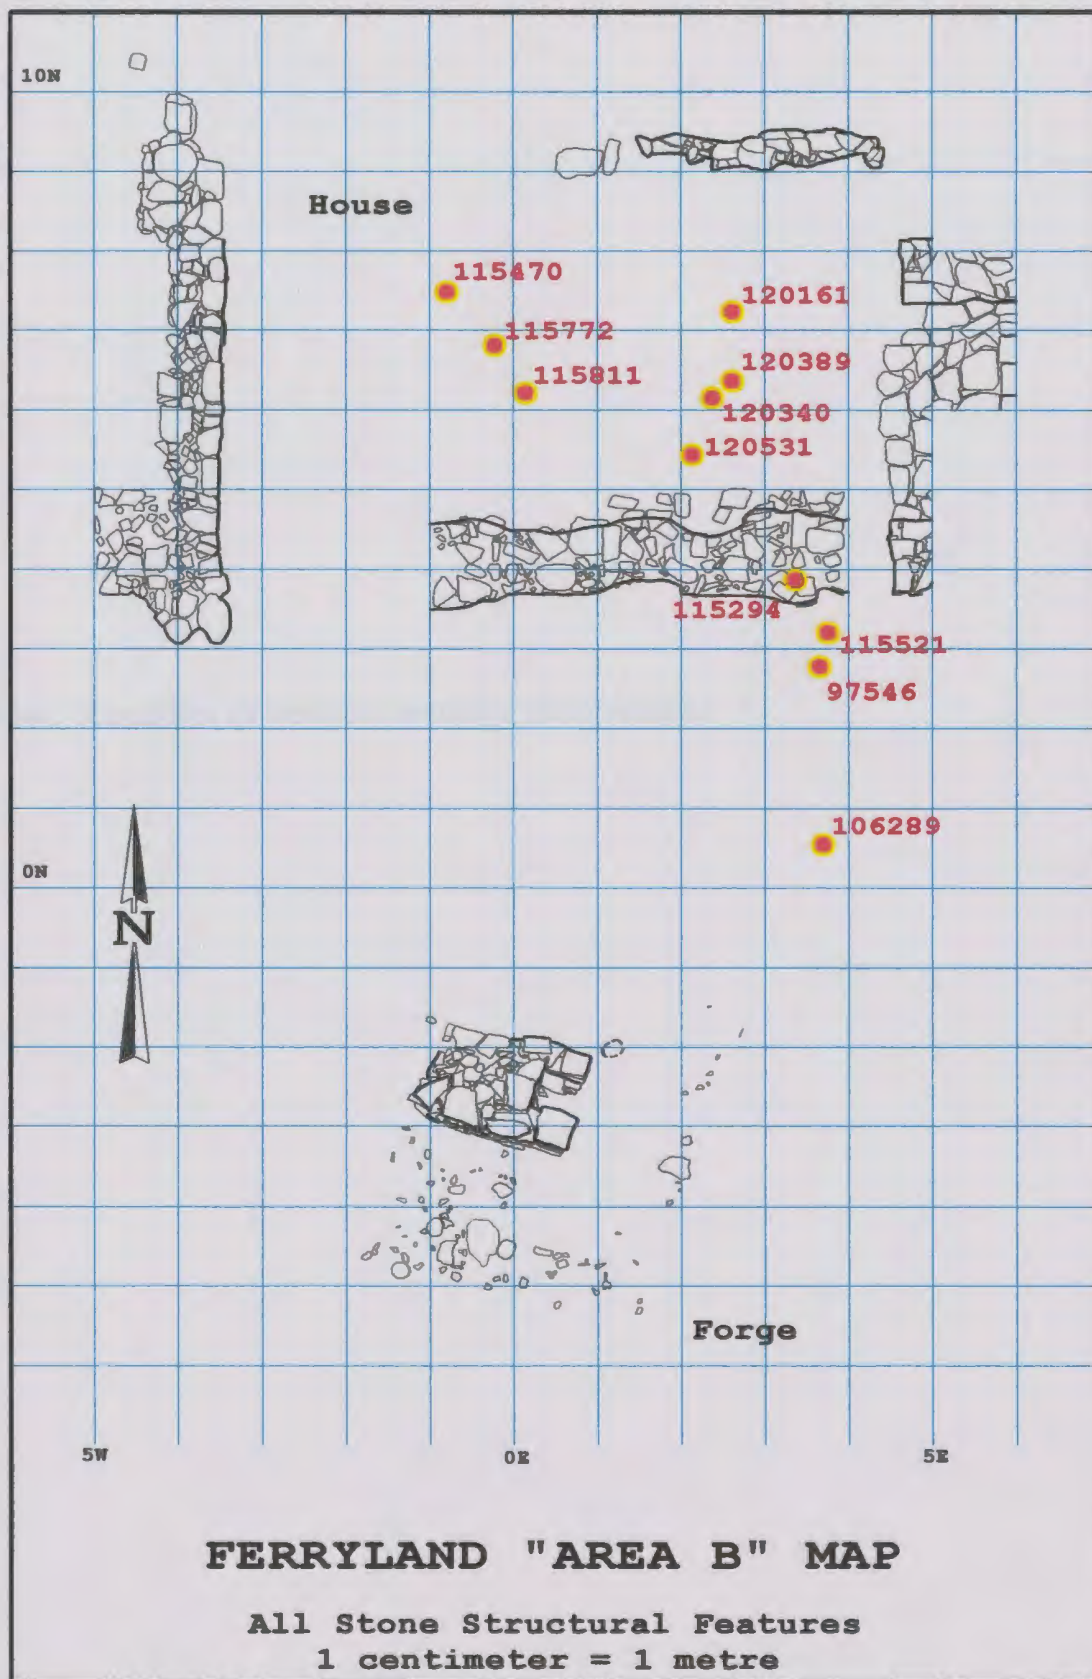 10N
House
115470
120161
115772
120389
115811
120340
120531
115294
115521
97546
106289
0N
N
Forge
5W
0E
5E
FERRYLAND "AREA B" MAP
All Stone Structural Features
1 centimeter = 1 metre